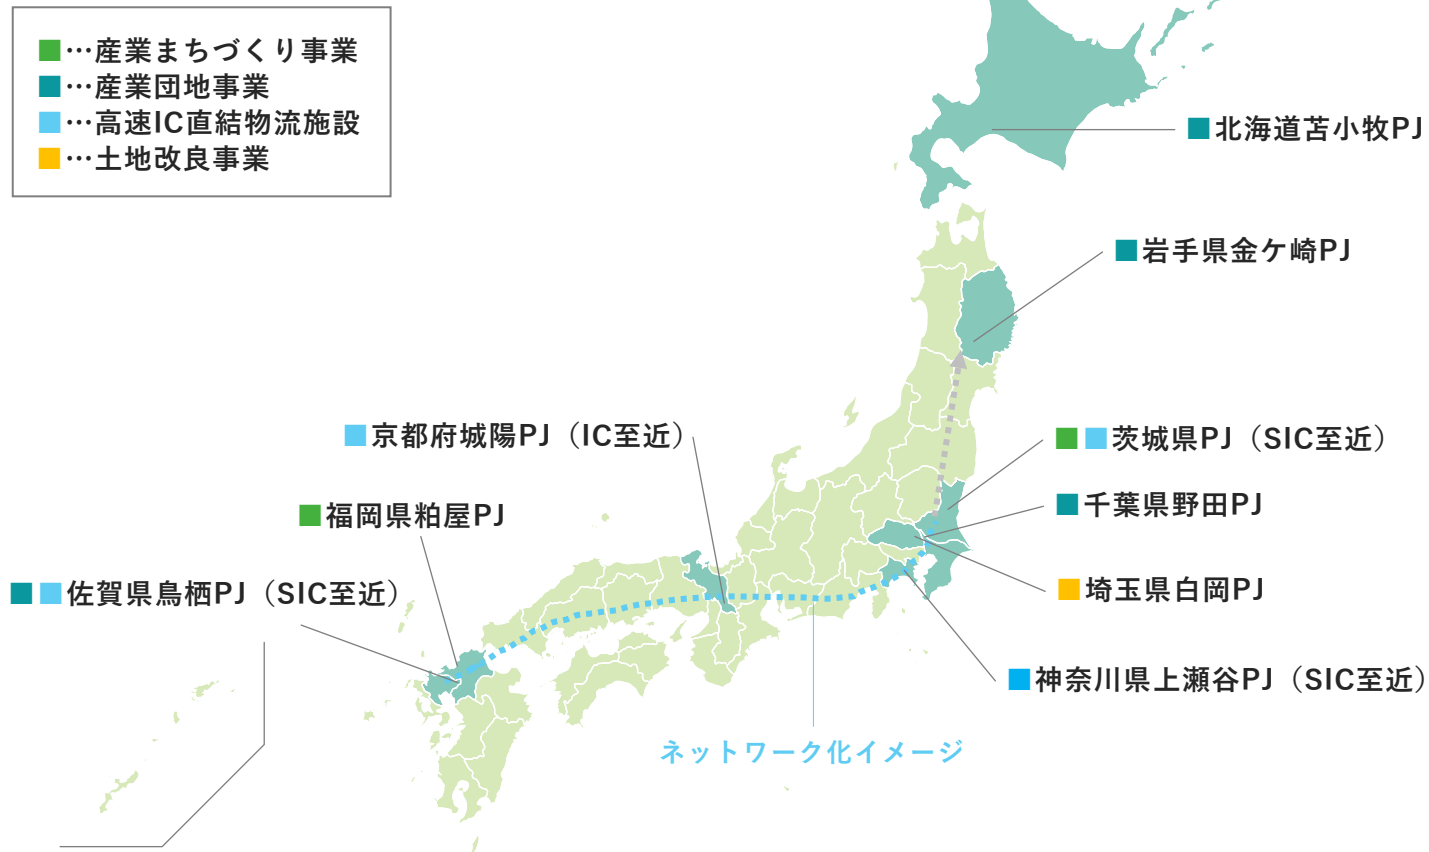 ■…産業まちづくり事業
■…産業団地事業
■…高速IC直結物流施設
■…土地改良事業
■北海道苫小牧PJ
■岩手県金ケ崎PJ
■京都府城陽PJ（IC至近）
■■茨城県PJ（SIC至近）
■千葉県野田PJ
■福岡県粕屋PJ
■■佐賀県鳥栖PJ（SIC至近）
■埼玉県白岡PJ
■神奈川県上瀬谷PJ（SIC至近）
ネットワーク化イメージ